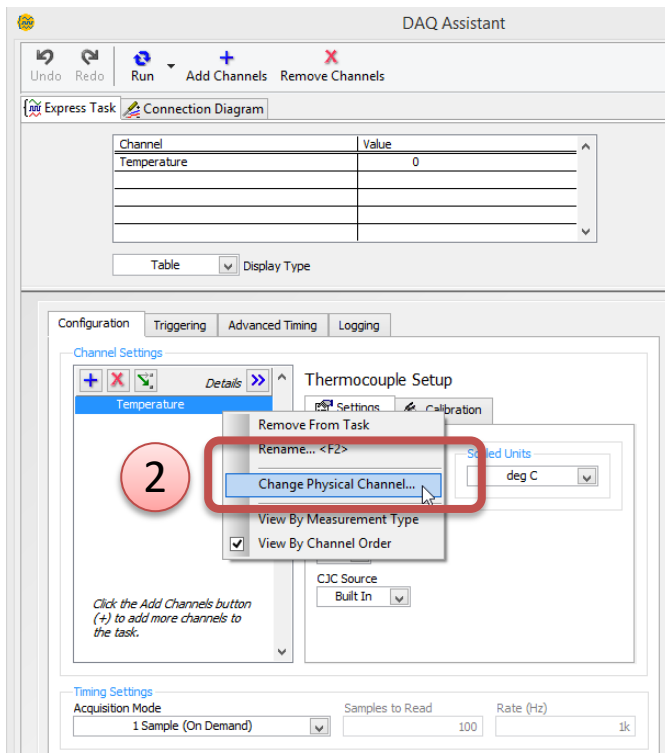 DAQ Assistant
Undo Redo Run Add Channels Remove Channels
Express Task Connection Diagram
Channel Value
Temperature 0
Table Display Type
Configuration Triggering Advanced Timing Logging
Channel Settings
Details
Temperature
Thermocouple Setup
Settings Calibration
Remove From Task
Rename... <F2>
Change Physical Channel...
View By Measurement Type
View By Channel Order
2
Scaled Units
deg C
CJC Source
Built In
Click the Add Channels button
(+) to add more channels to
the task.
Timing Settings
Acquisition Mode Samples to Read Rate (Hz)
1 Sample (On Demand) 100 1k